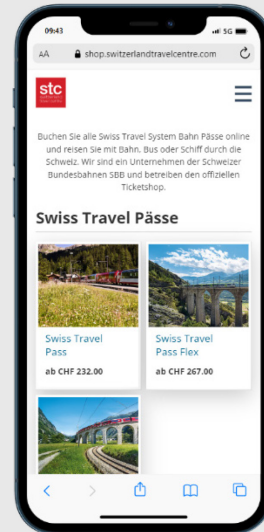 09:43
5G
AA shop.switzerlandtravelcentre.com
stc
Buchen Sie alle Swiss Travel System Bahn Pässe online
und reisen Sie mit Bahn, Bus oder Schiff durch die
Schweiz. Wir sind ein Unternehmen der Schweizer
Bundesbahnen SBB und betreiben den offiziellen
Ticketshop.
Swiss Travel Pässe
Swiss Travel
Pass
ab CHF 232.00
Swiss Travel
Pass Flex
ab CHF 267.00